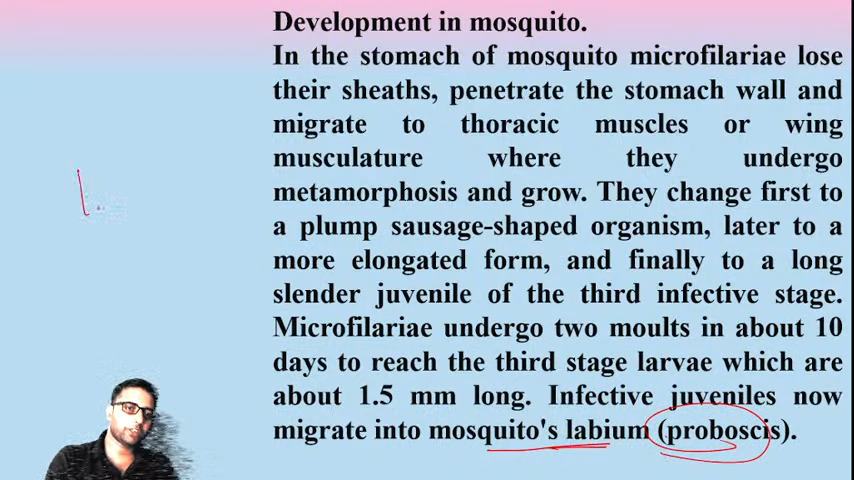 Development in mosquito.
In the stomach of mosquito microfilariae lose
their sheaths, penetrate the stomach wall and
migrate to thoracic muscles or wing
musculature where they undergo
metamorphosis and grow. They change first to
a plump sausage-shaped organism, later to a
more elongated form, and finally to a long
slender juvenile of the third infective stage.
Microfilariae undergo two moults in about 10
days to reach the third stage larvae which are
about 1.5 mm long. Infective juveniles now
migrate into mosquito's labium (proboscis).